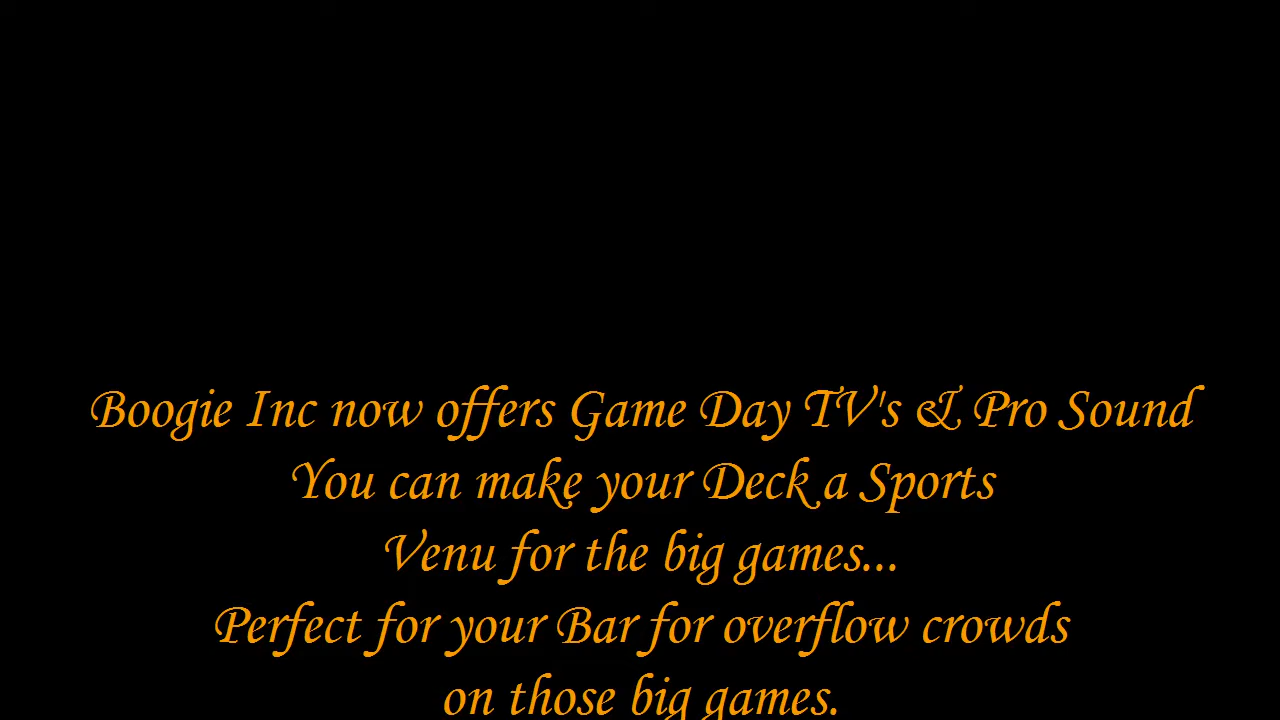 Boogie Inc now offers Game Day TV's & Pro Sound
You can make your Deck a Sports
Venu for the big games...
Perfect for your Bar for overflow crowds
on those big games.